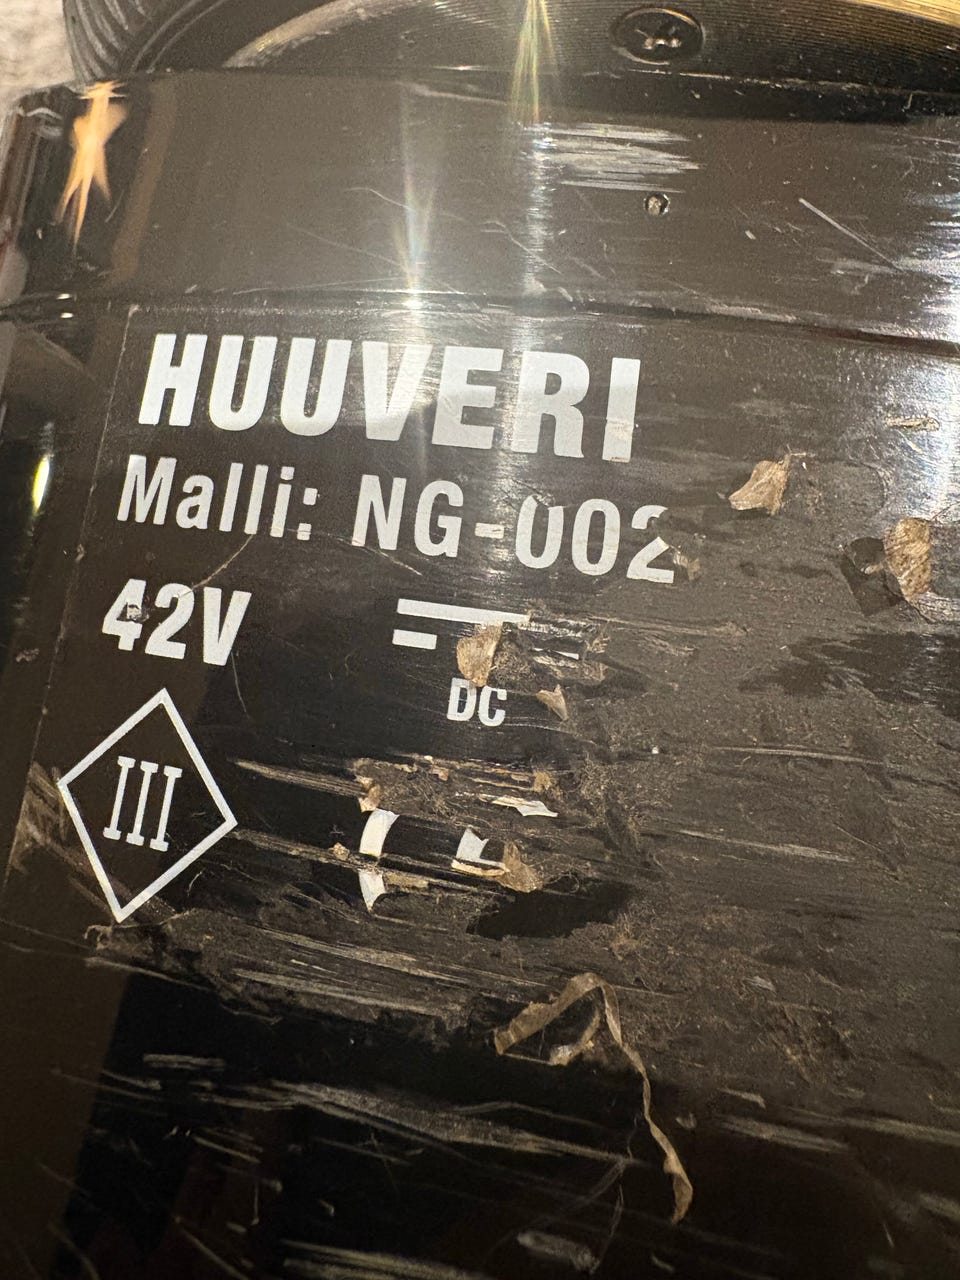 HUUVERI
Malli: NG-002
42V
DC
III